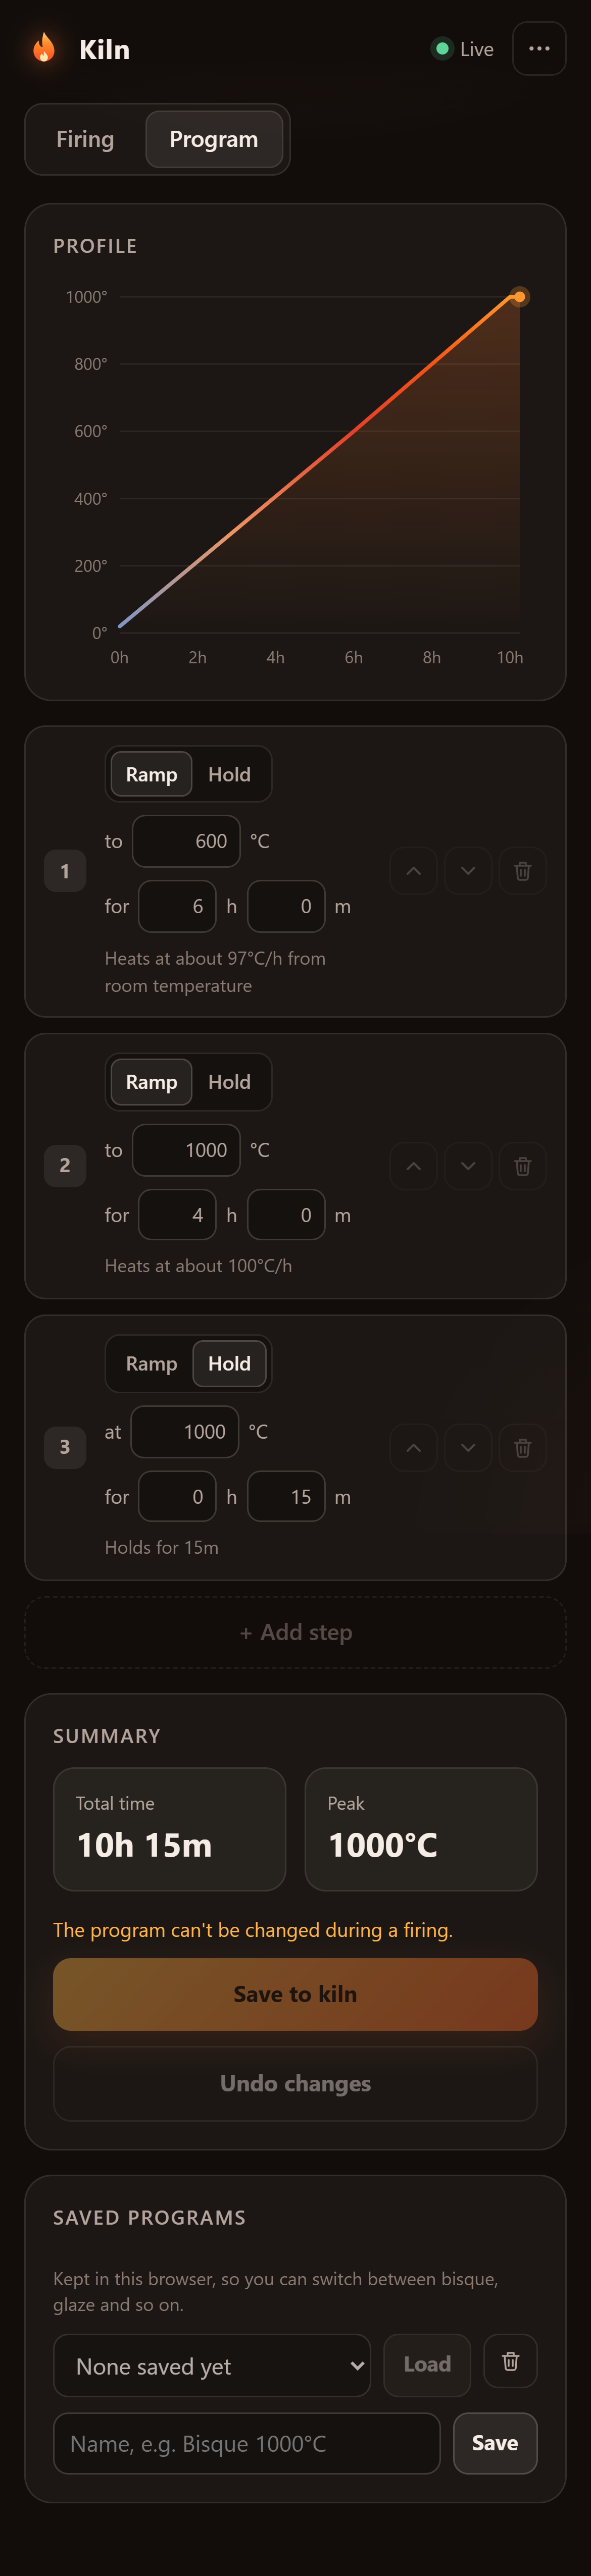 Kiln
Live
Firing
Program
PROFILE
1000°
800°
600°
400°
200°
0°
0h 2h 4h 6h 8h 10h
1
Ramp Hold
to 600 °C
for 6 h 0 m
Heats at about 97°C/h from
room temperature
2
Ramp Hold
to 1000 °C
for 4 h 0 m
Heats at about 100°C/h
3
Ramp Hold
at 1000 °C
for 0 h 15 m
Holds for 15m
+ Add step
SUMMARY
Total time
10h 15m
Peak
1000°C
The program can't be changed during a firing.
Save to kiln
Undo changes
SAVED PROGRAMS
Kept in this browser, so you can switch between bisque,
glaze and so on.
None saved yet
Load
Name, e.g. Bisque 1000°C
Save